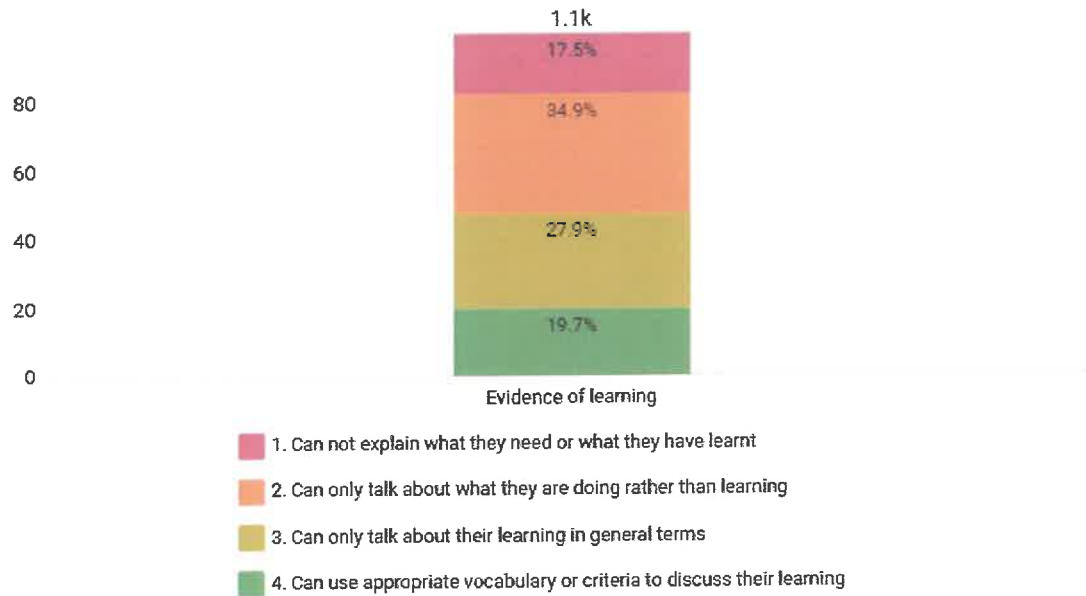 1.1k
17.5%
80
34.9%
60
27.9%
40
20
19.7%
0
Evidence of learning
1. Can not explain what they need or what they have learnt
2. Can only talk about what they are doing rather than learning
3. Can only talk about their learning in general terms
4. Can use appropriate vocabulary or criteria to discuss their learning